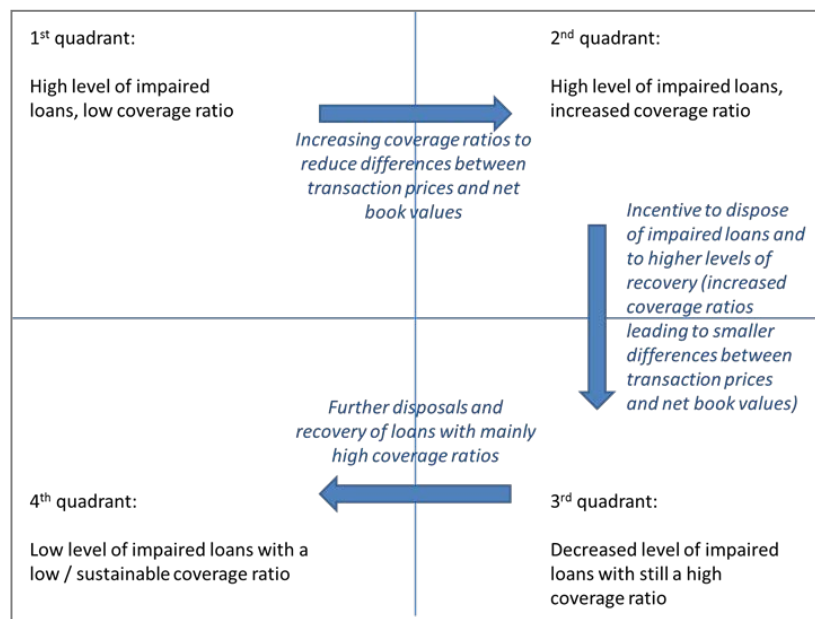 1st quadrant:
High level of impaired
loans, low coverage ratio
Increasing coverage ratios to
reduce differences between
transaction prices and net
book values
2nd quadrant:
High level of impaired loans,
increased coverage ratio
Incentive to dispose
of impaired loans and
to higher levels of
recovery (increased
coverage ratios
leading to smaller
differences between
transaction prices
and net book values)
3rd quadrant:
Decreased level of impaired
loans with still a high
coverage ratio
Further disposals and
recovery of loans with mainly
high coverage ratios
4th quadrant:
Low level of impaired loans with a
low / sustainable coverage ratio